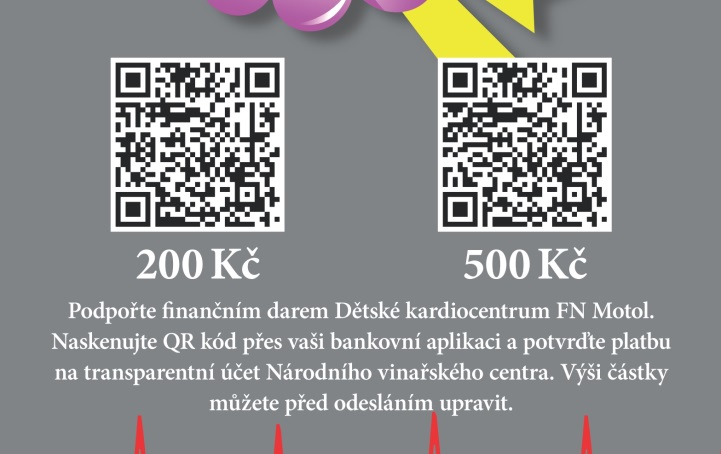 200 Kč
500 Kč
Podpořte finančním darem Dětské kardiocentrum FN Motol.
Naskenujte QR kód přes vaši bankovní aplikaci a potvrďte platbu
na transparentní účet Národního vinařského centra. Výši částky
můžete před odesláním upravit.